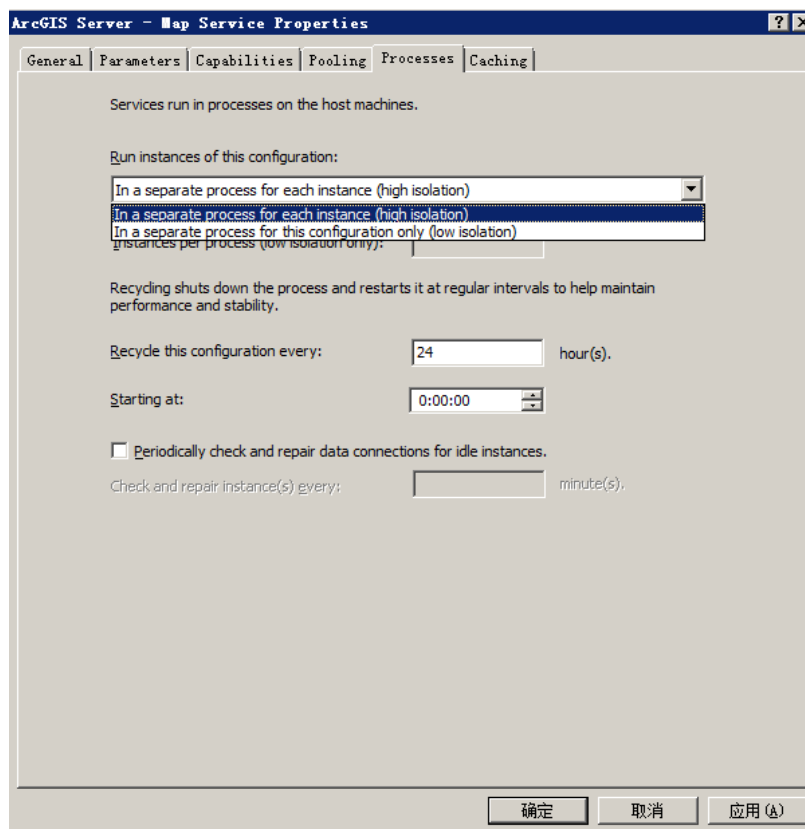 ArcGIS Server - Map Service Properties
General Parameters Capabilities Pooling Processes Caching
Services run in processes on the host machines.
Run instances of this configuration:
In a separate process for each instance (high isolation)
In a separate process for each instance (high isolation)
In a separate process for this configuration only (low isolation)
Instances per process (low isolation only):
Recycling shuts down the process and restarts it at regular intervals to help maintain
performance and stability.
Recycle this configuration every: 24 hour(s).
Starting at: 0:00:00
Periodically check and repair data connections for idle instances.
Check and repair instance(s) every: minute(s).
确定 取消 应用(A)